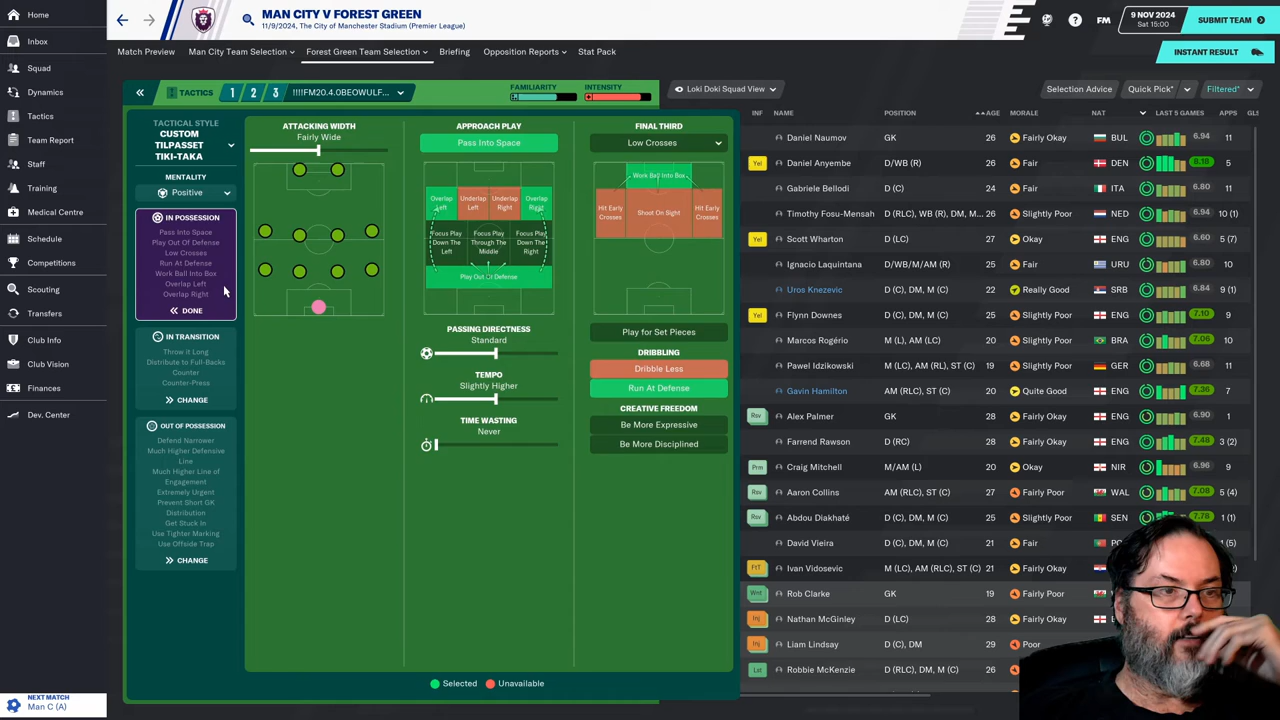 Home
Inbox
Squad
Dynamics
Tactics
Team Report
Staff
Training
Medical Centre
Schedule
Competitions
Scouting
Transfers
Club Info
Club Vision
Finances
Dev. Center
NEXT MATCH
Man C (A)
MAN CITY V FOREST GREEN
11/9/2024, The City of Manchester Stadium (Premier League)
FM
9 NOV 2024
Sat 15:00
SUBMIT TEAM
INSTANT RESULT
Match Preview
Man City Team Selection
Forest Green Team Selection
Briefing
Opposition Reports
Stat Pack
TACTICS
1 2 3
!!!!FM20.4.0BEOWULF...
FAMILIARITY
INTENSITY
TACTICAL STYLE
CUSTOM
TILPASSET
TIKI-TAKA
MENTALITY
Positive
IN POSSESSION
Pass Into Space
Play Out Of Defense
Low Crosses
Run At Defense
Work Ball Into Box
Overlap Left
Overlap Right
DONE
IN TRANSITION
Throw it Long
Distribute to Full-Backs
Counter
Counter-Press
CHANGE
OUT OF POSSESSION
Defend Narrower
Much Higher Defensive
Line
Much Higher Line of
Engagement
Extremely Urgent
Prevent Short GK
Distribution
Get Stuck In
Use Tighter Marking
Use Offside Trap
CHANGE
ATTACKING WIDTH
Fairly Wide
APPROACH PLAY
Pass Into Space
Overlap Left
Underlap Left
Underlap Right
Overlap Right
Focus Play Down The Left
Focus Play Through The Middle
Focus Play Down The Right
Play Out Of Defense
PASSING DIRECTNESS
Standard
TEMPO
Slightly Higher
TIME WASTING
Never
FINAL THIRD
Low Crosses
Work Ball Into Box
Hit Early Crosses
Shoot On Sight
Hit Early Crosses
Play for Set Pieces
DRIBBLING
Dribble Less
Run At Defense
CREATIVE FREEDOM
Be More Expressive
Be More Disciplined
Selected
Unavailable
Loki Doki Squad View
Selection Advice
Quick Pick*
Filtered*
INF NAME POSITION AGE MORALE NAT LAST 5 GAMES APPS GLS
Daniel Naumov GK 26 Fairly Okay BUL 6.94 11
Yel Daniel Anyembe D/WB (R) 26 Fair DEN 8.18 5
Gabriele Bellodi D (C) 24 Fair ITA 6.80 11
Timothy Fosu-Mensah D (RLC), WB (R), DM, M... 26 Slightly Poor NED 6.94 10 (1)
Yel Scott Wharton D (LC) 26 Okay ENG 6.60 5 (7)
Ignacio Laquintana D/WB/M/AM (R) 25 Fair URU 6.80 10
Uros Knezevic D (C), DM, M (C) 22 Really Good SRB 6.84 9 (1)
Yel Flynn Downes D (C), DM, M (C) 25 Slightly Poor ENG 7.10 9
Marcos Rogério M (L), AM (LC) 20 Slightly Poor BRA 7.06 10
Pawel Idzikowski M (L), AM (RL), ST (C) 19 Slightly Poor GER 6.68 11
Gavin Hamilton AM (RLC), ST (C) 20 Quite Good ENG 7.36 7
Rsv Alex Palmer GK 28 Fairly Okay ENG 6.90 1
Farrend Rawson D (RC) 28 Fairly Okay ENG 7.48 3 (2)
Prm Craig Mitchell M/AM (L) 20 Okay NIR 6.96 9
Rsv Aaron Collins AM (RLC), ST (C) 27 Fairly Poor WAL 7.08 5 (4)
Rsv Abdou Diakhaté D (C), DM, M (C) 25 Slightly Poor SEN 7.78 1 (1)
David Vieira D (C), DM, M (C) 21 Fair
FtT Ivan Vidosevic M (LC), AM (RLC), ST (C) 21 Fairly Okay
Wnt Rob Clarke GK 19 Fairly Poor
Inj Nathan McGinley D (LC) 28 Fairly Okay
Inj Liam Lindsay D (C), DM 29 Poor
Lst Robbie McKenzie D (RLC), DM, M (C) 26